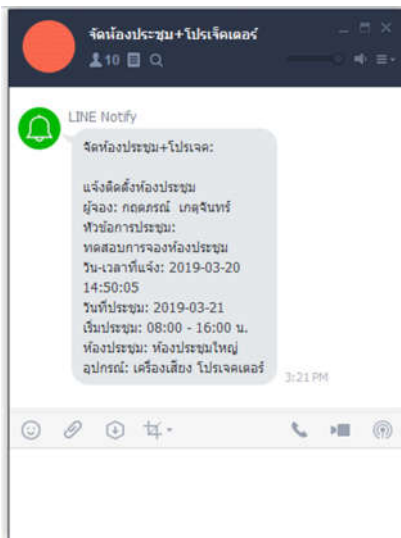 จัดห้องประชุม+โปรเจ็คเตอร์
10
LINE Notify
จัดห้องประชุม+โปรเจค:
แจ้งติดตั้งห้องประชุม
ผู้จอง: กฤตภรณ์ เกตุจันทร์
หัวข้อการประชุม:
ทดสอบการจองห้องประชุม
วัน-เวลาที่แจ้ง: 2019-03-20
14:50:05
วันที่ประชุม: 2019-03-21
เริ่มประชุม: 08:00 - 16:00 น.
ห้องประชุม: ห้องประชุมใหญ่
อุปกรณ์: เครื่องเสียง โปรเจคเตอร์
3:21 PM